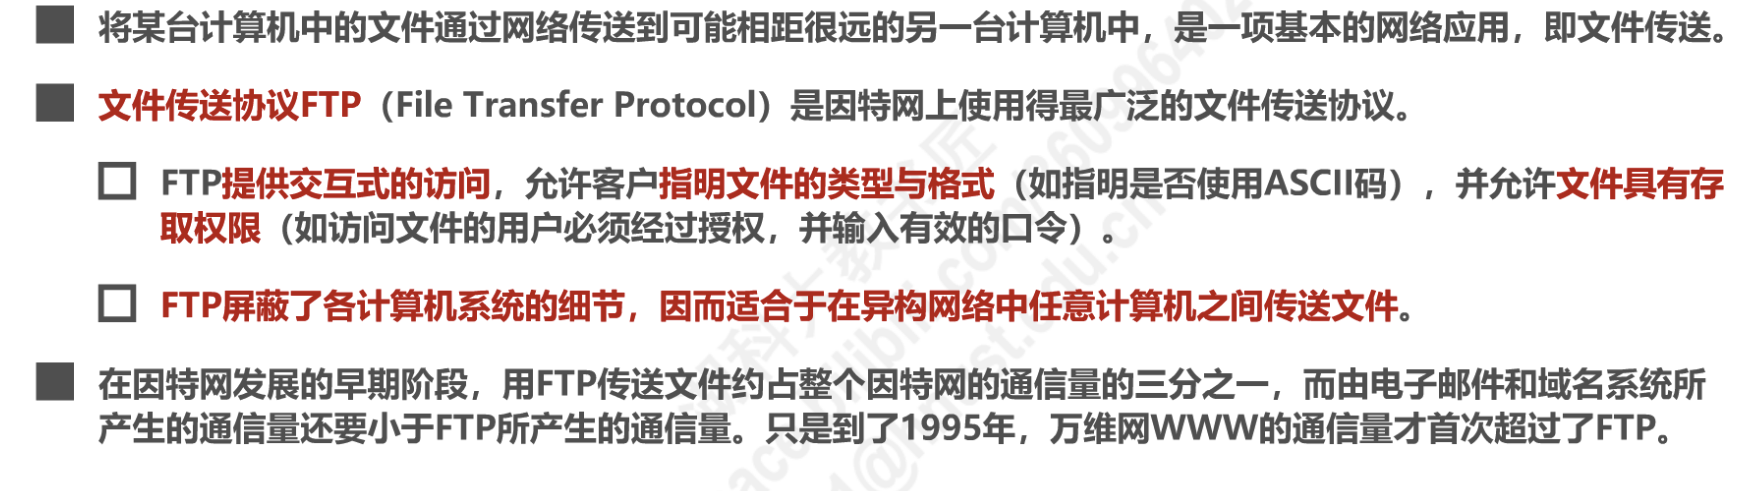 将某台计算机中的文件通过网络传送到可能相距很远的另一台计算机中，是一项基本的网络应用，即文件传送。
文件传送协议FTP（File Transfer Protocol）是因特网上使用得最广泛的文件传送协议。
FTP提供交互式的访问，允许客户指明文件的类型与格式（如指明是否使用ASCII码），并允许文件具有存
取权限（如访问文件的用户必须经过授权，并输入有效的口令）。
FTP屏蔽了各计算机系统的细节，因而适合于在异构网络中任意计算机之间传送文件。
在因特网发展的早期阶段，用FTP传送文件约占整个因特网的通信量的三分之一，而由电子邮件和域名系统所
产生的通信量还要小于FTP所产生的通信量。只是到了1995年，万维网WWW的通信量才首次超过了FTP。